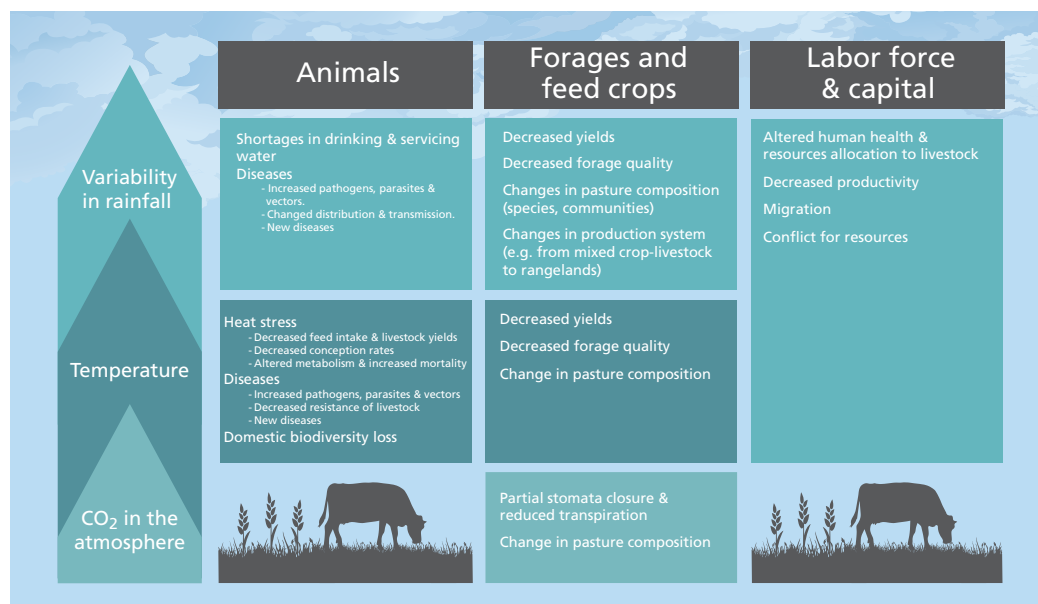 Animals
Forages and
feed crops
Labor force
& capital
Variability
in rainfall
Shortages in drinking & servicing
water
Diseases
- Increased pathogens, parasites &
vectors.
- Changed distribution & transmission.
- New diseases
Decreased yields
Decreased forage quality
Changes in pasture composition
(species, communities)
Changes in production system
(e.g. from mixed crop-livestock
to rangelands)
Altered human health &
resources allocation to livestock
Decreased productivity
Migration
Conflict for resources
Temperature
Heat stress
- Decreased feed intake & livestock yields
- Decreased conception rates
- Altered metabolism & increased mortality
Diseases
- Increased pathogens, parasites & vectors
- Decreased resistance of livestock
- New diseases
Domestic biodiversity loss
Decreased yields
Decreased forage quality
Change in pasture composition
CO₂ in the
atmosphere
Partial stomata closure &
reduced transpiration
Change in pasture composition